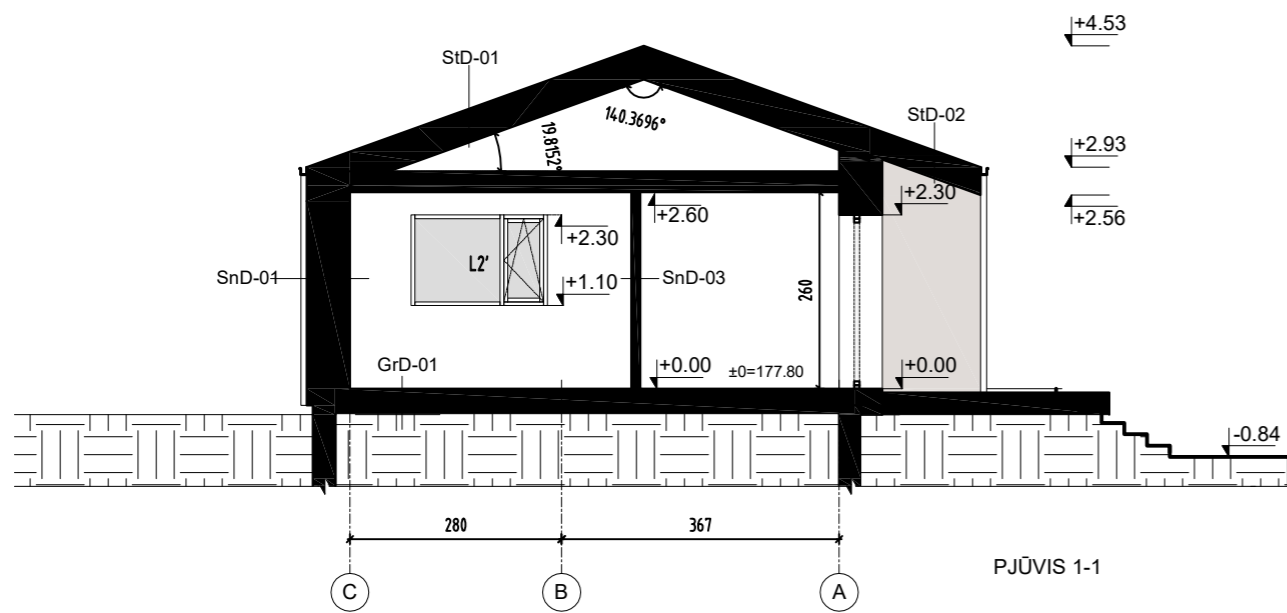 +4.53
StD-01
140.3696°
StD-02
19.8152°
+2.93
+2.30
+2.60
+2.56
+2.30
L2'
SnD-01
+1.10
SnD-03
260
GrD-01
+0.00
±0=177.80
+0.00
-0.84
280
367
PJŪVIS 1-1
C
B
A